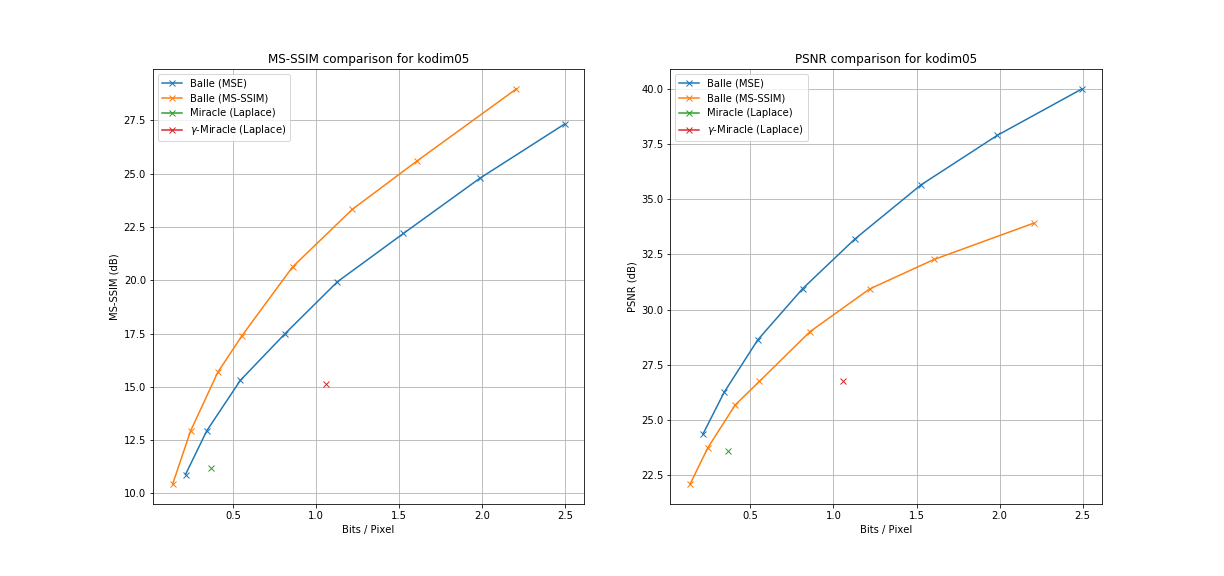 MS-SSIM comparison for kodim05
Balle (MSE)
Balle (MS-SSIM)
Miracle (Laplace)
γ-Miracle (Laplace)
MS-SSIM (dB)
27.5
25.0
22.5
20.0
17.5
15.0
12.5
10.0
0.5 1.0 1.5 2.0 2.5
Bits / Pixel
PSNR comparison for kodim05
Balle (MSE)
Balle (MS-SSIM)
Miracle (Laplace)
γ-Miracle (Laplace)
PSNR (dB)
40.0
37.5
35.0
32.5
30.0
27.5
25.0
22.5
0.5 1.0 1.5 2.0 2.5
Bits / Pixel